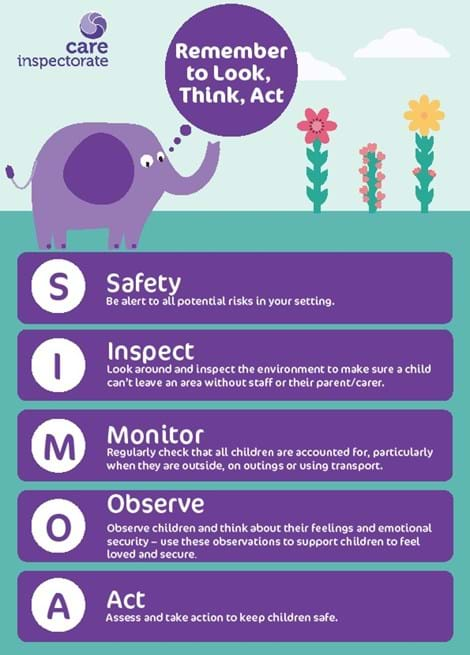 care
inspectorate
Remember
to Look,
Think, Act
S
Safety
Be alert to all potential risks in your setting.
I
Inspect
Look around and inspect the environment to make sure a child
can't leave an area without staff or their parent/carer.
M
Monitor
Regularly check that all children are accounted for, particularly
when they are outside, on outings or using transport.
O
Observe
Observe children and think about their feelings and emotional
security – use these observations to support children to feel
loved and secure.
A
Act
Assess and take action to keep children safe.